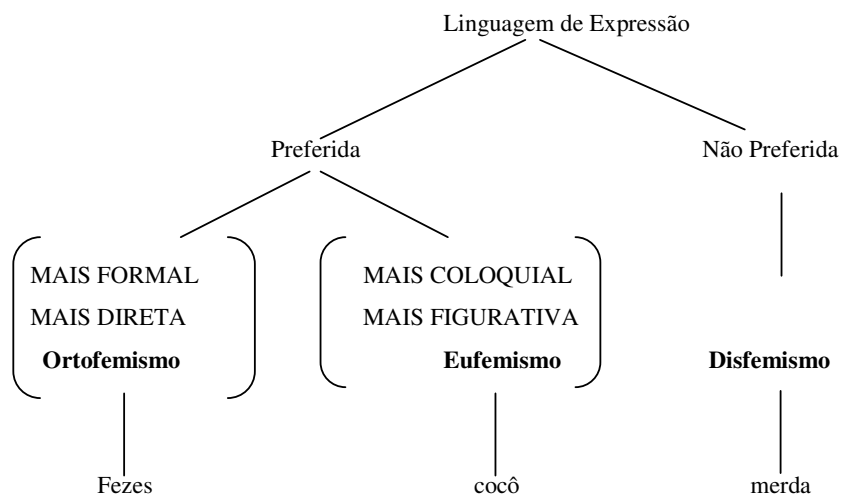 Linguagem de Expressão
Preferida
Não Preferida
MAIS FORMAL
MAIS DIRETA
Ortofemismo
MAIS COLOQUIAL
MAIS FIGURATIVA
Eufemismo
Disfemismo
Fezes
cocô
merda